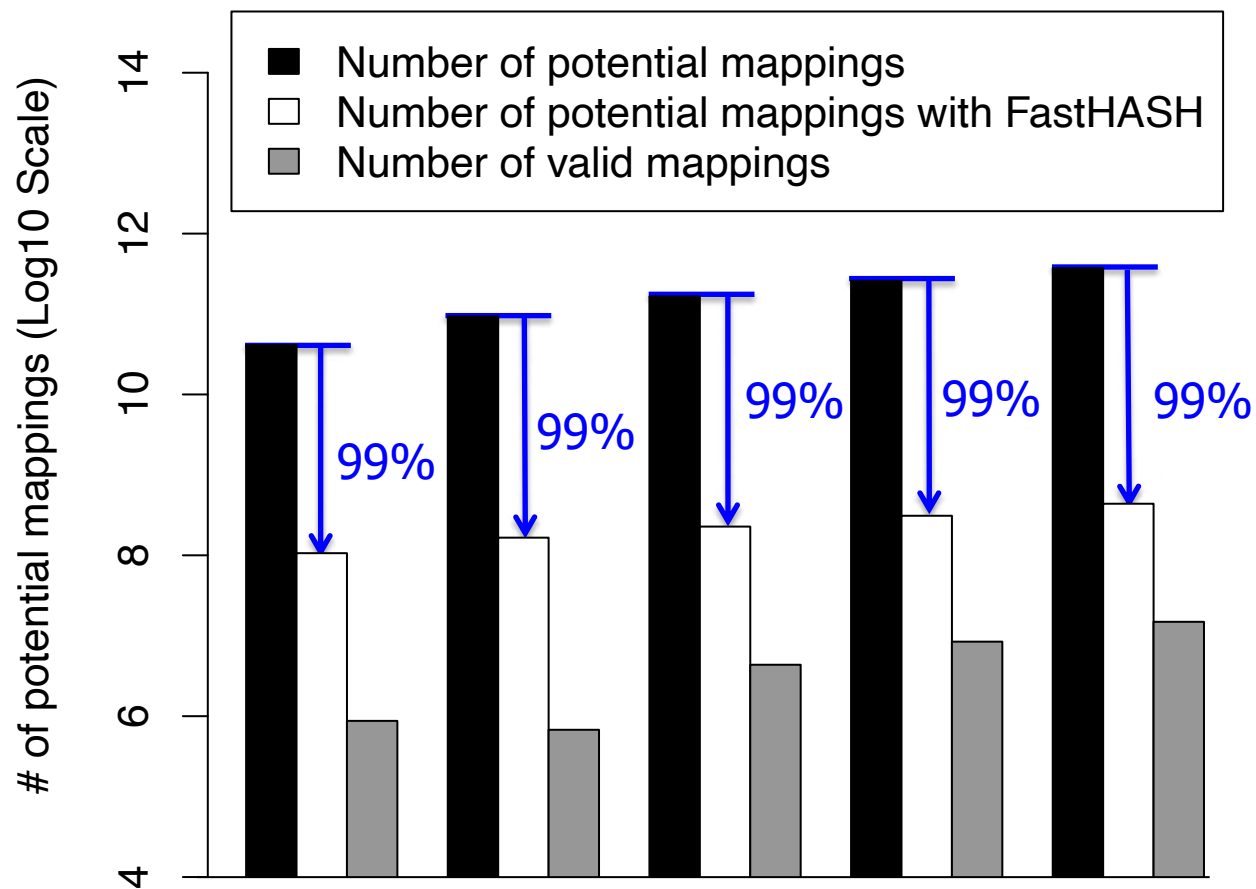 # of potential mappings (Log10 Scale)
14
12
10
8
6
4
Number of potential mappings
Number of potential mappings with FastHASH
Number of valid mappings
99%
99%
99%
99%
99%